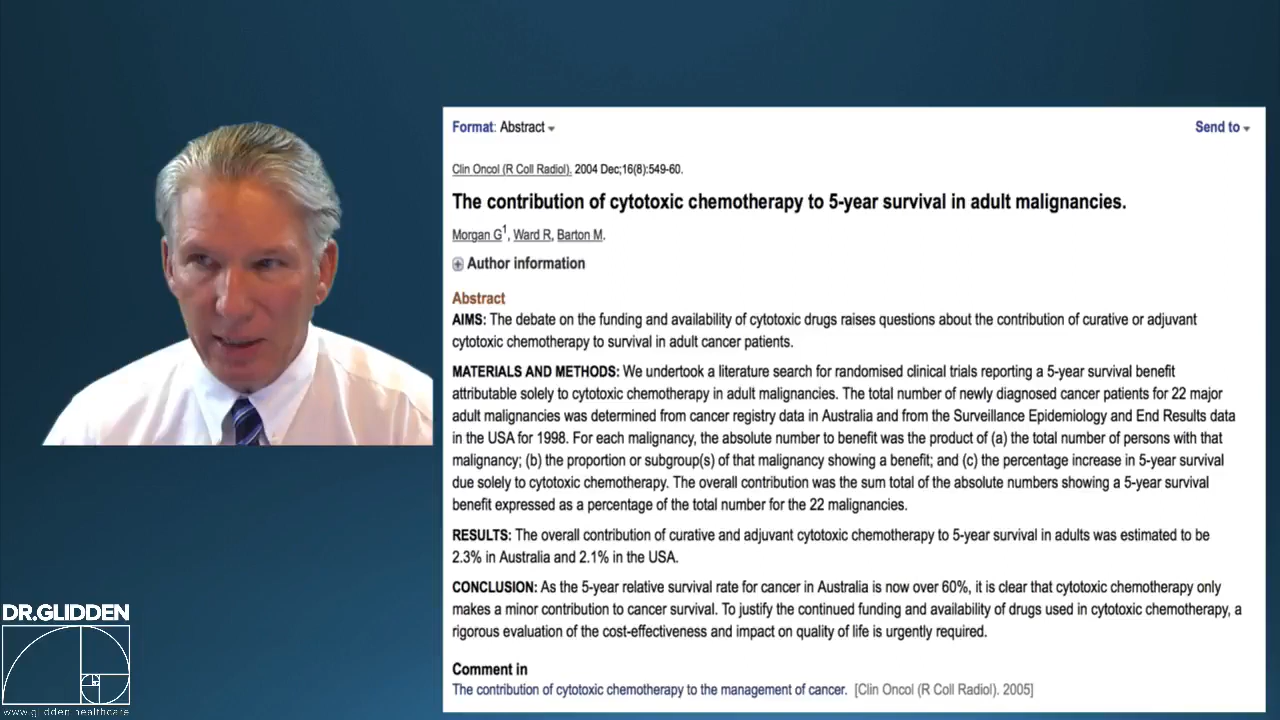 Format: Abstract
Send to
Clin Oncol (R Coll Radiol). 2004 Dec;16(8):549-60.
The contribution of cytotoxic chemotherapy to 5-year survival in adult malignancies.
Morgan G1, Ward R, Barton M.
Author information
Abstract
AIMS: The debate on the funding and availability of cytotoxic drugs raises questions about the contribution of curative or adjuvant
cytotoxic chemotherapy to survival in adult cancer patients.
MATERIALS AND METHODS: We undertook a literature search for randomised clinical trials reporting a 5-year survival benefit
attributable solely to cytotoxic chemotherapy in adult malignancies. The total number of newly diagnosed cancer patients for 22 major
adult malignancies was determined from cancer registry data in Australia and from the Surveillance Epidemiology and End Results data
in the USA for 1998. For each malignancy, the absolute number to benefit was the product of (a) the total number of persons with that
malignancy; (b) the proportion or subgroup(s) of that malignancy showing a benefit; and (c) the percentage increase in 5-year survival
due solely to cytotoxic chemotherapy. The overall contribution was the sum total of the absolute numbers showing a 5-year survival
benefit expressed as a percentage of the total number for the 22 malignancies.
RESULTS: The overall contribution of curative and adjuvant cytotoxic chemotherapy to 5-year survival in adults was estimated to be
2.3% in Australia and 2.1% in the USA.
CONCLUSION: As the 5-year relative survival rate for cancer in Australia is now over 60%, it is clear that cytotoxic chemotherapy only
makes a minor contribution to cancer survival. To justify the continued funding and availability of drugs used in cytotoxic chemotherapy, a
rigorous evaluation of the cost-effectiveness and impact on quality of life is urgently required.
Comment in
The contribution of cytotoxic chemotherapy to the management of cancer. [Clin Oncol (R Coll Radiol). 2005]
DR.GLIDDEN
www.glidden.healthcare